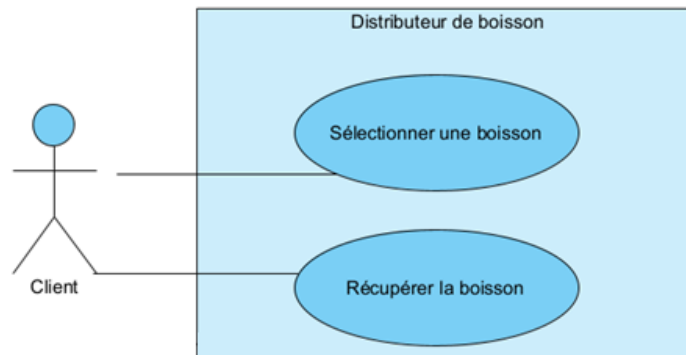 Distributeur de boisson
Sélectionner une boisson
Récupérer la boisson
Client